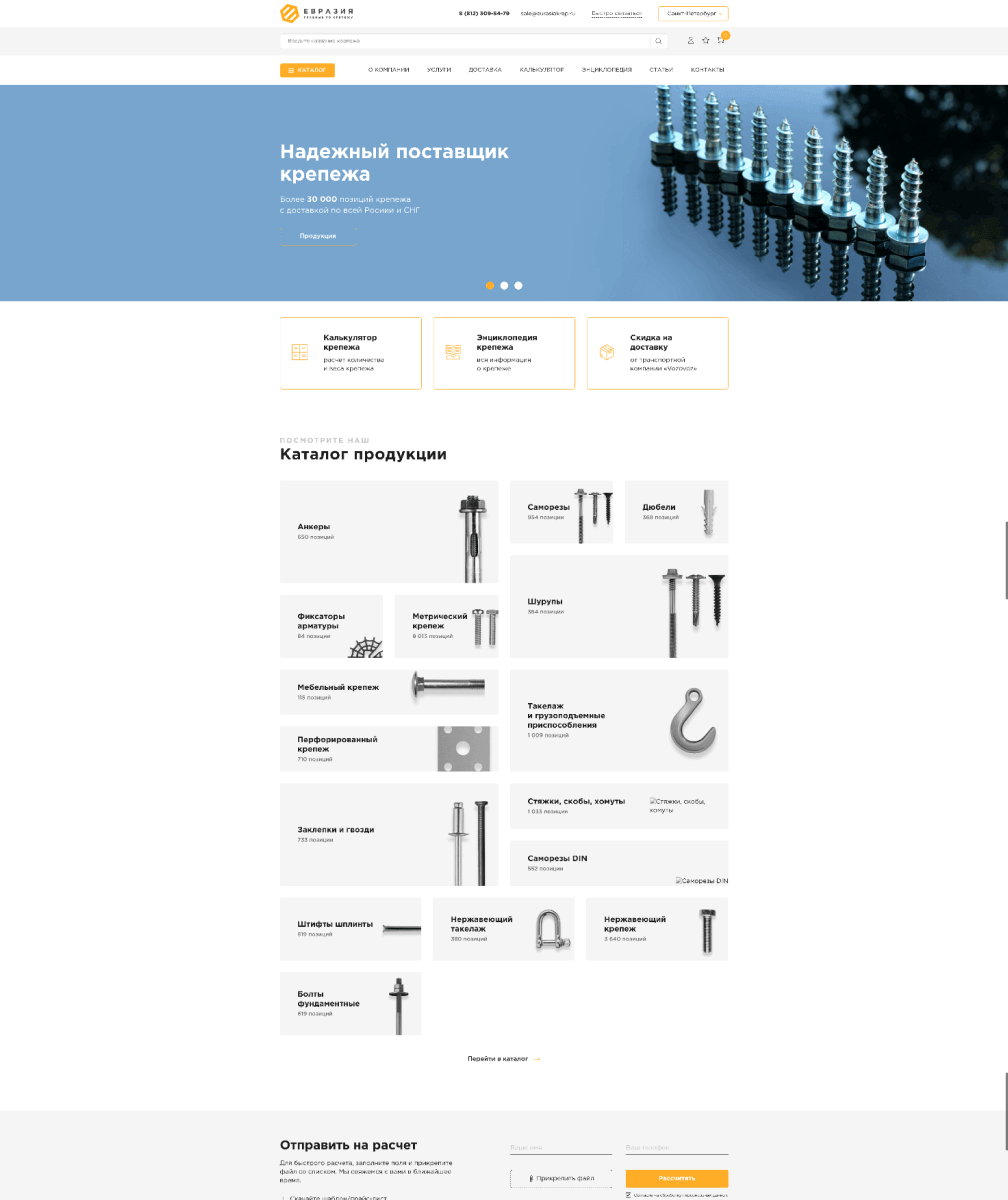 ЕВРАЗИЯ
ГЛАВНЫЕ ПО КРЕПЕЖУ
8 (812) 309-64-79
Быстро связаться
Санкт-Петербург
Введите название крепежа
КАТАЛОГ
О КОМПАНИИ
УСЛУГИ
ДОСТАВКА
КАЛЬКУЛЯТОР
ЭНЦИКЛОПЕДИЯ
СТАТЬИ
КОНТАКТЫ
Надежный поставщик
крепежа
Более 30 000 позиций крепежа
с доставкой по всей Росиии и СНГ
Продукция
Калькулятор
крепежа
расчет количества
и веса крепежа
Энциклопедия
крепежа
вся информация
о крепеже
Скидка на
доставку
от транспортной
компании «Vozovoz»
ПОСМОТРИТЕ НАШ
Каталог продукции
Анкеры
650 позиций
Саморезы
954 позиции
Дюбели
368 позиций
Шурупы
384 позиции
Фиксаторы
арматуры
84 позиции
Метрический
крепеж
8 013 позиций
Мебельный крепеж
115 позиций
Такелаж
и грузоподъемные
приспособления
1 009 позиций
Перфорированный
крепеж
710 позиций
Заклепки и гвозди
733 позиции
Стяжки, скобы, хомуты
1 033 позиции
Стяжки, скобы,
хомуты
Саморезы DIN
552 позиции
Саморезы DIN
Штифты шплинты
519 позиций
Нержавеющий
такелаж
380 позиций
Нержавеющий
крепеж
3 640 позиций
Болты
фундаментные
619 позиций
Перейти в каталог →
Отправить на расчет
Для быстрого расчета, заполните поля и прикрепите
файл со списком. Мы свяжемся с вами в ближайшее
время.
Скачайте шаблон/прайс-лист
Ваше имя
Ваш телефон
Прикрепить файл
Рассчитать
Согласие на обработку персональных данных